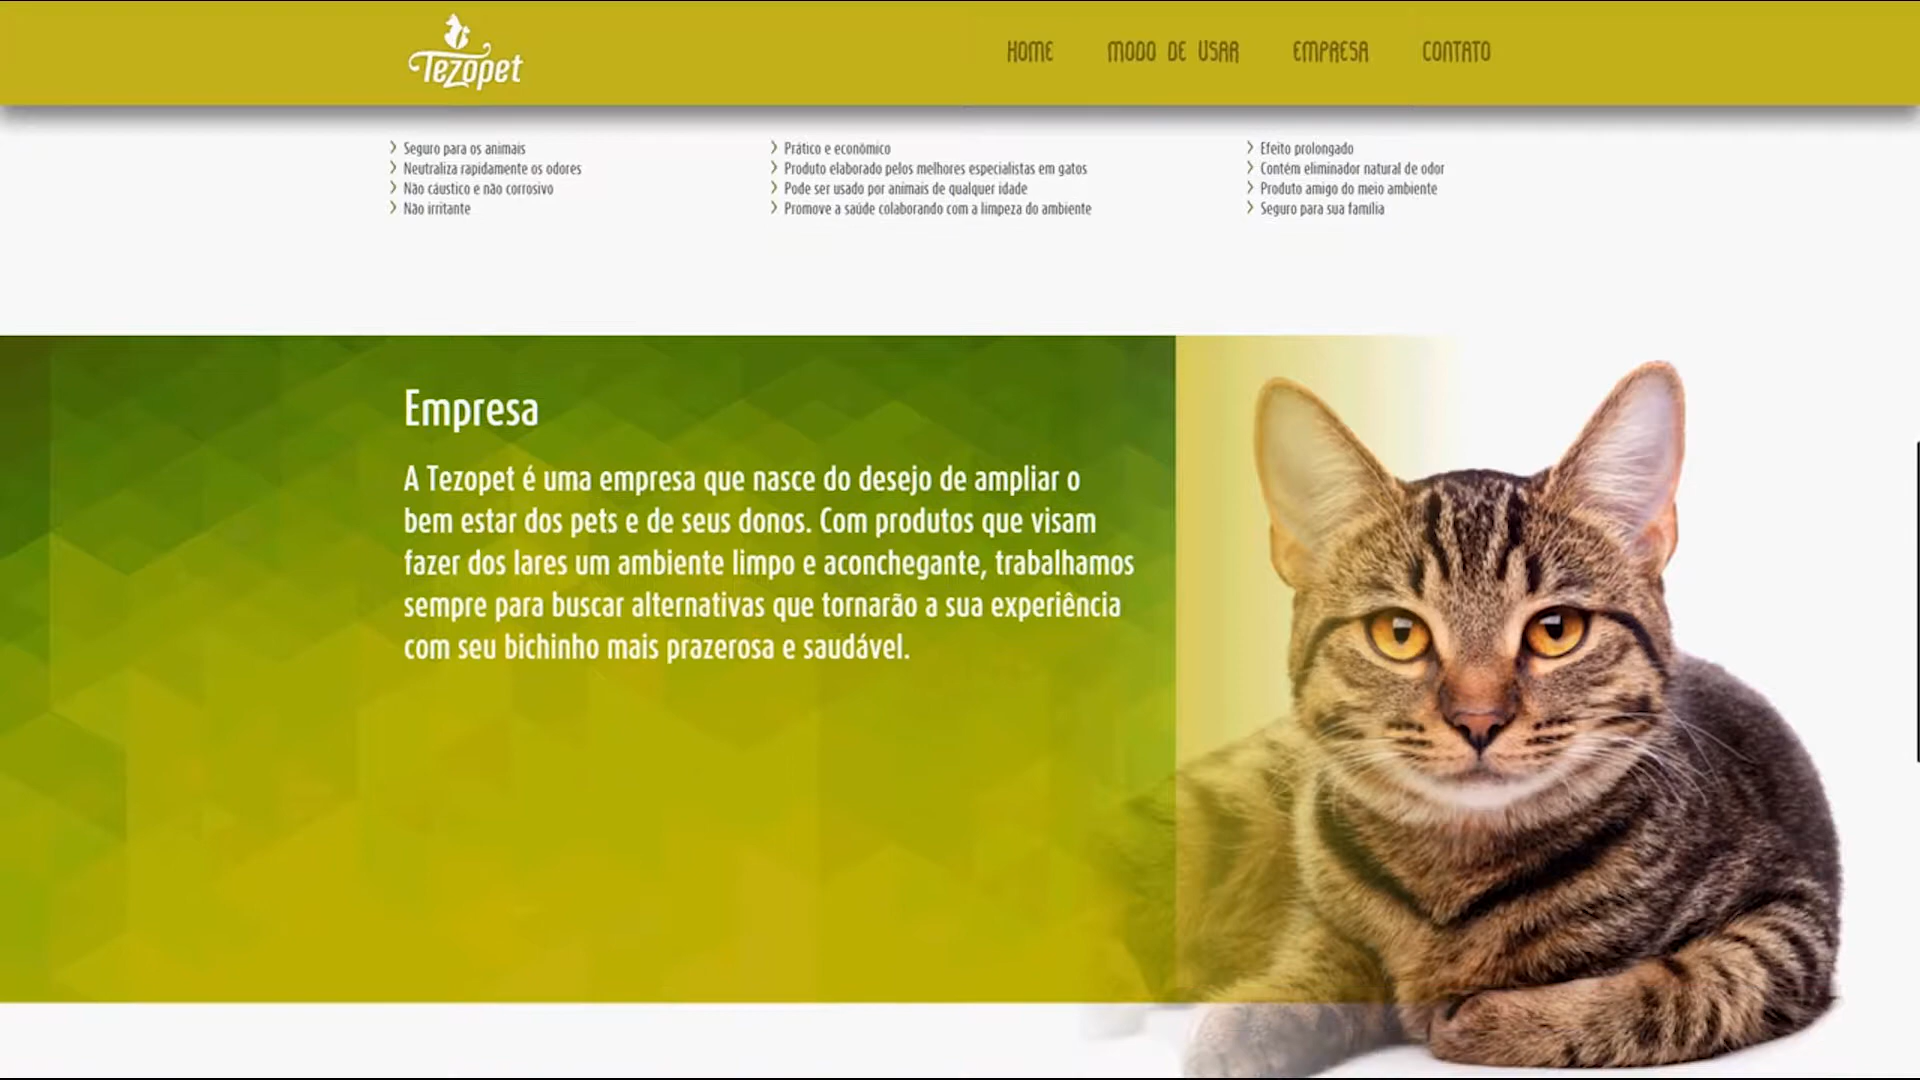 Tezopet
HOME MODO DE USAR EMPRESA CONTATO
Seguro para os animais
Neutraliza rapidamente os odores
Não cáustico e não corrosivo
Não irritante
Prático e econômico
Produto elaborado pelos melhores especialistas em gatos
Pode ser usado por animais de qualquer idade
Promove a saúde colaborando com a limpeza do ambiente
Efeito prolongado
Contém eliminador natural de odor
Produto amigo do meio ambiente
Seguro para sua família
Empresa
A Tezopet é uma empresa que nasce do desejo de ampliar o
bem estar dos pets e de seus donos. Com produtos que visam
fazer dos lares um ambiente limpo e aconchegante, trabalhamos
sempre para buscar alternativas que tornarão a sua experiência
com seu bichinho mais prazerosa e saudável.